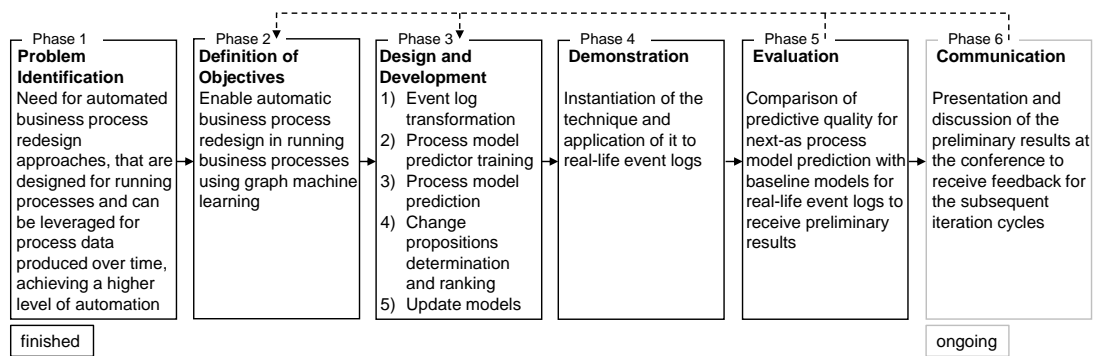 Phase 1
Problem
Identification
Need for automated
business process
redesign
approaches, that are
designed for running
processes and can
be leveraged for
process data
produced over time,
achieving a higher
level of automation
Phase 2
Definition of
Objectives
Enable automatic
business process
redesign in running
business processes
using graph machine
learning
Phase 3
Design and
Development
1) Event log
transformation
2) Process model
predictor training
3) Process model
prediction
4) Change
propositions
determination
and ranking
5) Update models
Phase 4
Demonstration
Instantiation of the
technique and
application of it to
real-life event logs
Phase 5
Evaluation
Comparison of
predictive quality for
next-as process
model prediction with
baseline models for
real-life event logs to
receive preliminary
results
Phase 6
Communication
Presentation and
discussion of the
preliminary results at
the conference to
receive feedback for
the subsequent
iteration cycles
finished
ongoing